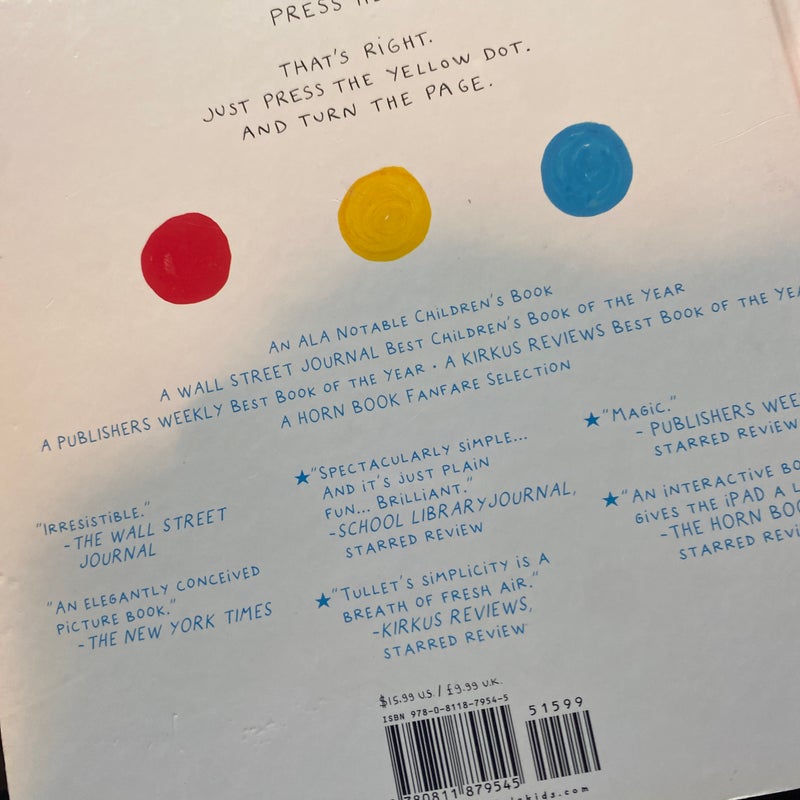 PRESS
THAT'S RiGHT.
JUST PRESS THE YELLOW DOT.
AND TURN THE PAGE.
AN ALA NOTABLE CHiLDREN'S BOOK
A WALL STREET JOURNAL BEST CHiLDREN'S BOOK OF THE YEAR
A PUBLISHERS WEEKLY BEST BOOK OF THE YEAR • A KIRKUS REVIEWS BEST BOOK OF THE
A HORN BOOK FANFARE SELECTION
"IRRESiSTiBLE."
-THE WALL STREET
JOURNAL
"AN ELEGANTLY CONCEiVED
PiCTURE BOOK."
-THE NEW YORK TIMES
★"SPECTACULARLY SiMPLE...
AND iT'S JUST PLAiN
FUN... BRiLLiANT."
-SCHOOL LIBRARY JOURNAL,
STARRED REViEW
★"TULLET'S SiMPLiCiTY iS A
BREATH OF FRESH AiR."
-KIRKUS REVIEWS,
STARRED REViEW
★"MAGiC."
- PUBLISHERS
STARRED REViEW
★"AN iNTERACTiVE
GiVES THE iPAD A
-THE HORN
STARRED
$15.99 U.S. / £9.99 U.K.
ISBN 978-0-8118-7954-5
51599
780811 879545